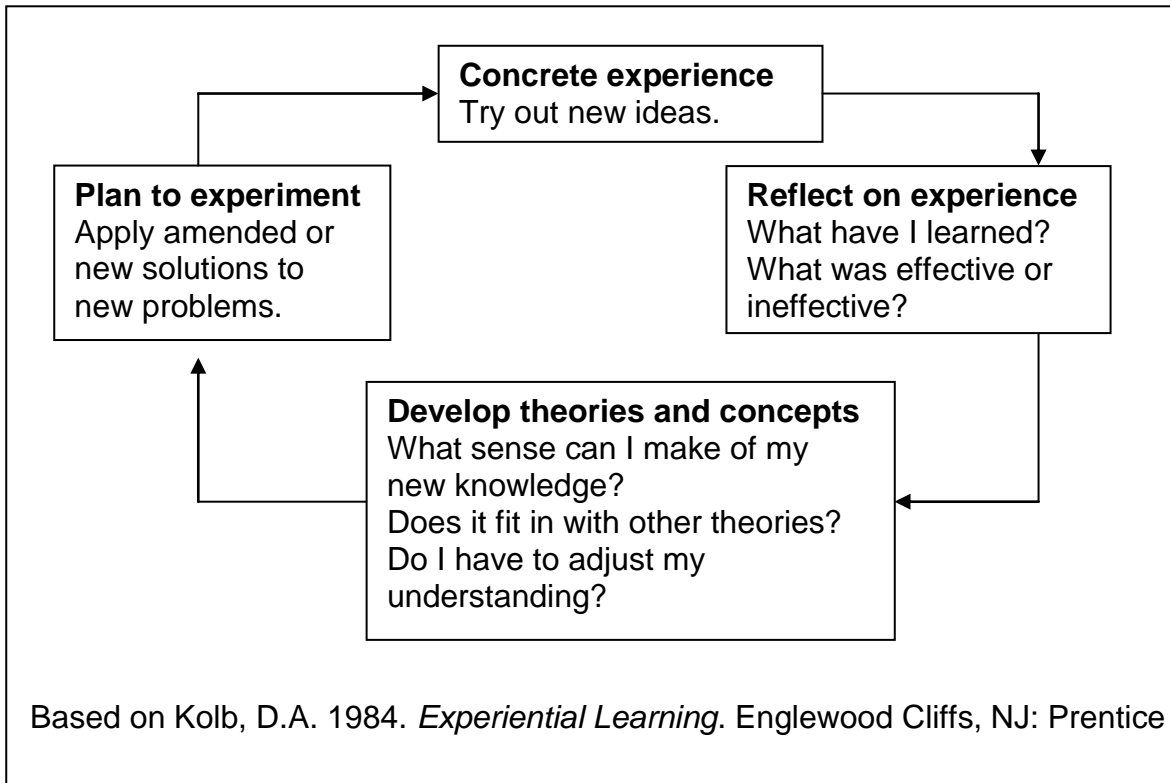 Concrete experience
Try out new ideas.
Reflect on experience
What have I learned?
What was effective or
ineffective?
Develop theories and concepts
What sense can I make of my
new knowledge?
Does it fit in with other theories?
Do I have to adjust my
understanding?
Plan to experiment
Apply amended or
new solutions to
new problems.
Based on Kolb, D.A. 1984. Experiential Learning. Englewood Cliffs, NJ: Prentice